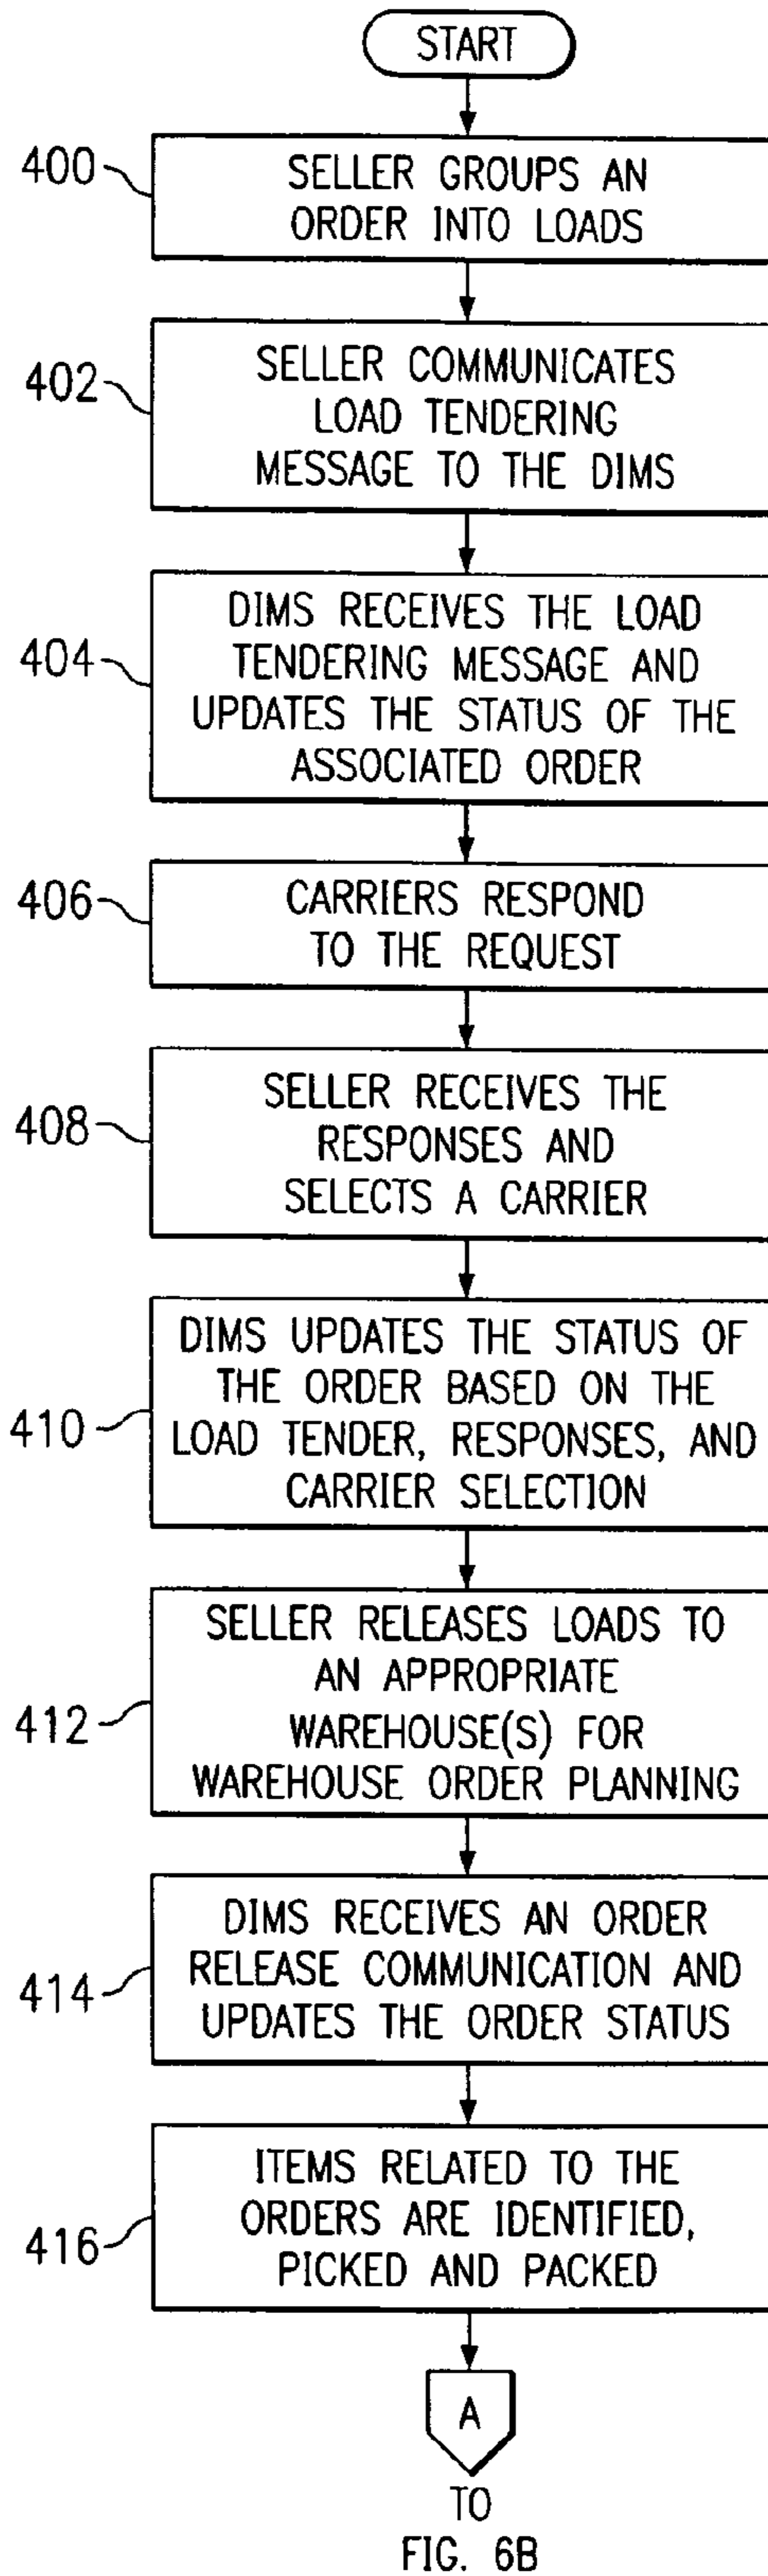 START
400
SELLER GROUPS AN
ORDER INTO LOADS
402
SELLER COMMUNICATES
LOAD TENDERING
MESSAGE TO THE DIMS
404
DIMS RECEIVES THE LOAD
TENDERING MESSAGE AND
UPDATES THE STATUS OF THE
ASSOCIATED ORDER
406
CARRIERS RESPOND
TO THE REQUEST
408
SELLER RECEIVES THE
RESPONSES AND
SELECTS A CARRIER
410
DIMS UPDATES THE STATUS OF
THE ORDER BASED ON THE
LOAD TENDER, RESPONSES, AND
CARRIER SELECTION
412
SELLER RELEASES LOADS TO
AN APPROPRIATE
WAREHOUSE(S) FOR
WAREHOUSE ORDER PLANNING
414
DIMS RECEIVES AN ORDER
RELEASE COMMUNICATION AND
UPDATES THE ORDER STATUS
416
ITEMS RELATED TO THE
ORDERS ARE IDENTIFIED,
PICKED AND PACKED
A
TO
FIG. 6B